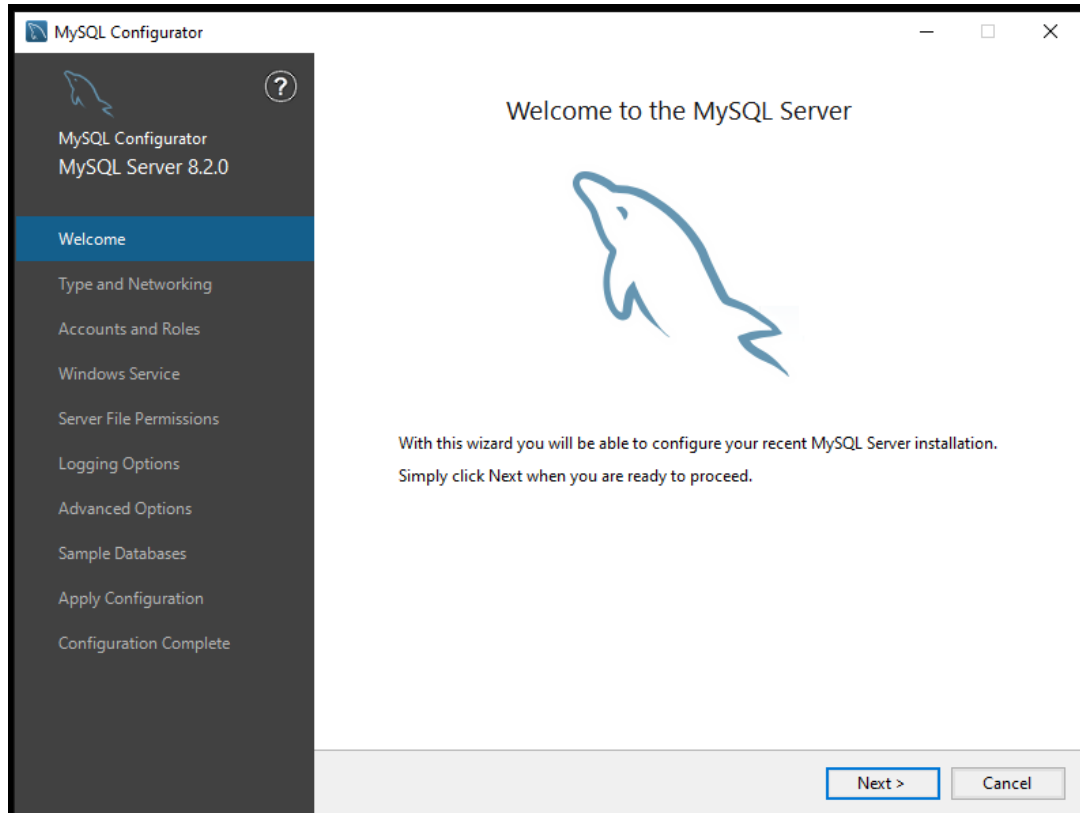 MySQL Configurator
?
MySQL Configurator
MySQL Server 8.2.0
Welcome
Type and Networking
Accounts and Roles
Windows Service
Server File Permissions
Logging Options
Advanced Options
Sample Databases
Apply Configuration
Configuration Complete
Welcome to the MySQL Server
With this wizard you will be able to configure your recent MySQL Server installation.
Simply click Next when you are ready to proceed.
Next >
Cancel